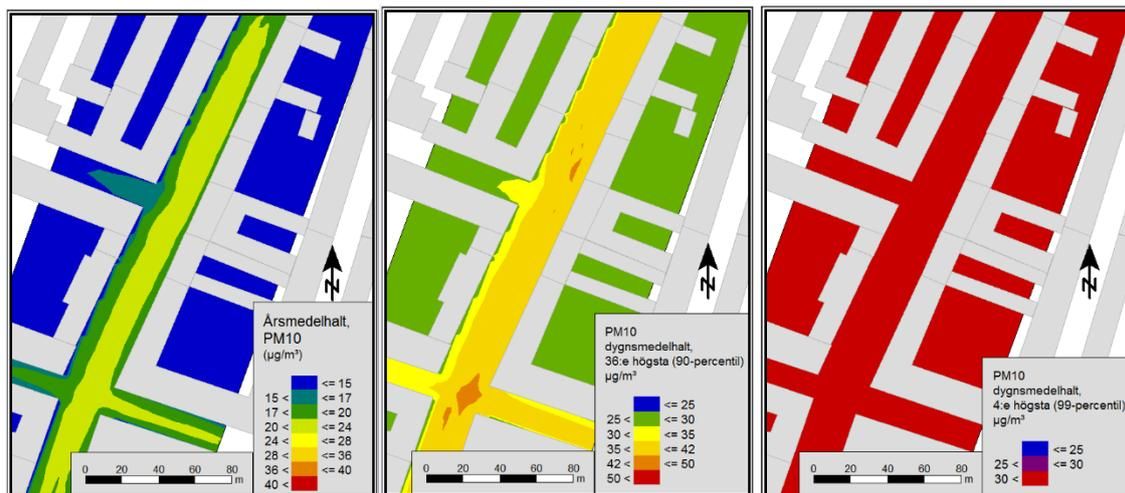 N
Årsmedelhalt,
PM10
(µg/m³)
<= 15
15 < <= 17
17 < <= 20
20 < <= 24
24 < <= 28
28 < <= 36
36 < <= 40
40 <
0 20 40 60 80
m
N
PM10
dygnsmedelhalt,
36:e högsta (90-percentil)
µg/m³
<= 25
25 < <= 30
30 < <= 35
35 < <= 42
42 < <= 50
50 <
0 20 40 60 80
m
N
PM10
dygnsmedelhalt,
4:e högsta (99-percentil)
µg/m³
<= 25
25 < <= 30
30 <
0 20 40 60 80
m